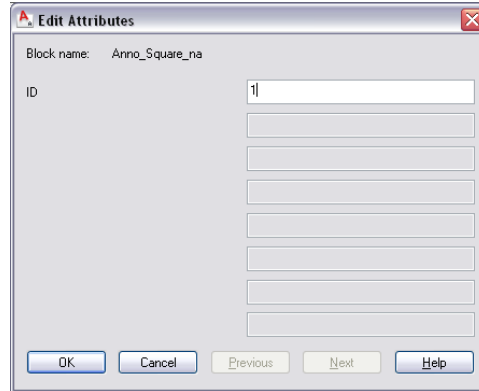 Edit Attributes
Block name: Anno_Square_na
ID 1
OK Cancel Previous Next Help